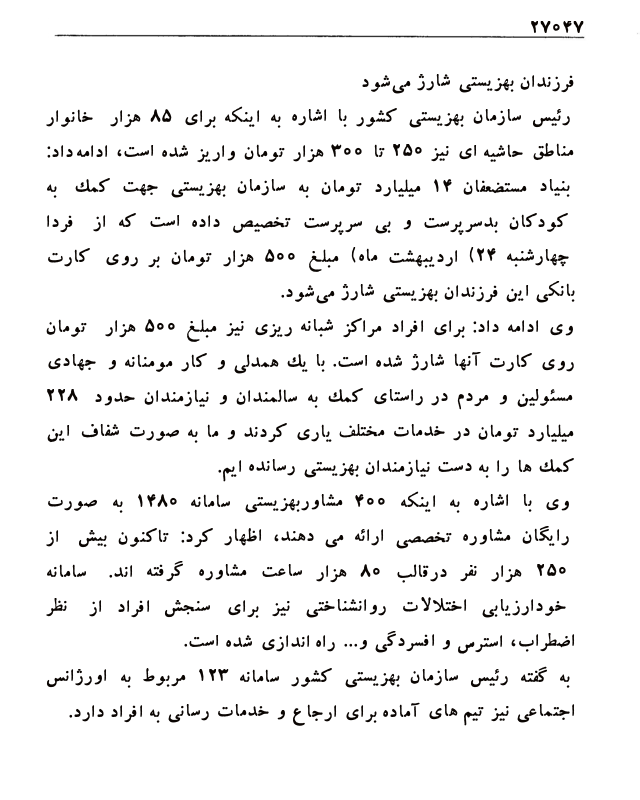 ۲۷۰۴۷
فرزندان بهزیستی شارژ می‌شود
رئیس سازمان بهزیستی کشور با اشاره به اینکه برای ۸۵ هزار خانوار
مناطق حاشیه ای نیز ۲۵۰ تا ۳۰۰ هزار تومان واریز شده است، ادامه داد:
بنیاد مستضعفان ۱۴ میلیارد تومان به سازمان بهزیستی جهت کمك به
کودکان بدسرپرست و بی سرپرست تخصیص داده است که از فردا
چهارشنبه ۲۴) اردیبهشت ماه) مبلغ ۵۰۰ هزار تومان بر روی کارت
بانکی این فرزندان بهزیستی شارژ می‌شود.
وی ادامه داد: برای افراد مراکز شبانه ریزی نیز مبلغ ۵۰۰ هزار تومان
روی کارت آنها شارژ شده است. با یك همدلی و کار مومنانه و جهادی
مسئولین و مردم در راستای کمك به سالمندان و نیازمندان حدود ۲۲۸
میلیارد تومان در خدمات مختلف یاری کردند و ما به صورت شفاف این
کمك ها را به دست نیازمندان بهزیستی رسانده ایم.
وی با اشاره به اینکه ۴۰۰ مشاوربهزیستی سامانه ۱۴۸۰ به صورت
رایگان مشاوره تخصصی ارائه می دهند، اظهار کرد: تاکنون بیش از
۲۵۰ هزار نفر درقالب ۸۰ هزار ساعت مشاوره گرفته اند. سامانه
خودارزیابی اختلالات روانشناختی نیز برای سنجش افراد از نظر
اضطراب، استرس و افسردگی و... راه اندازی شده است.
به گفته رئیس سازمان بهزیستی کشور سامانه ۱۲۳ مربوط به اورژانس
اجتماعی نیز تیم های آماده برای ارجاع و خدمات رسانی به افراد دارد.